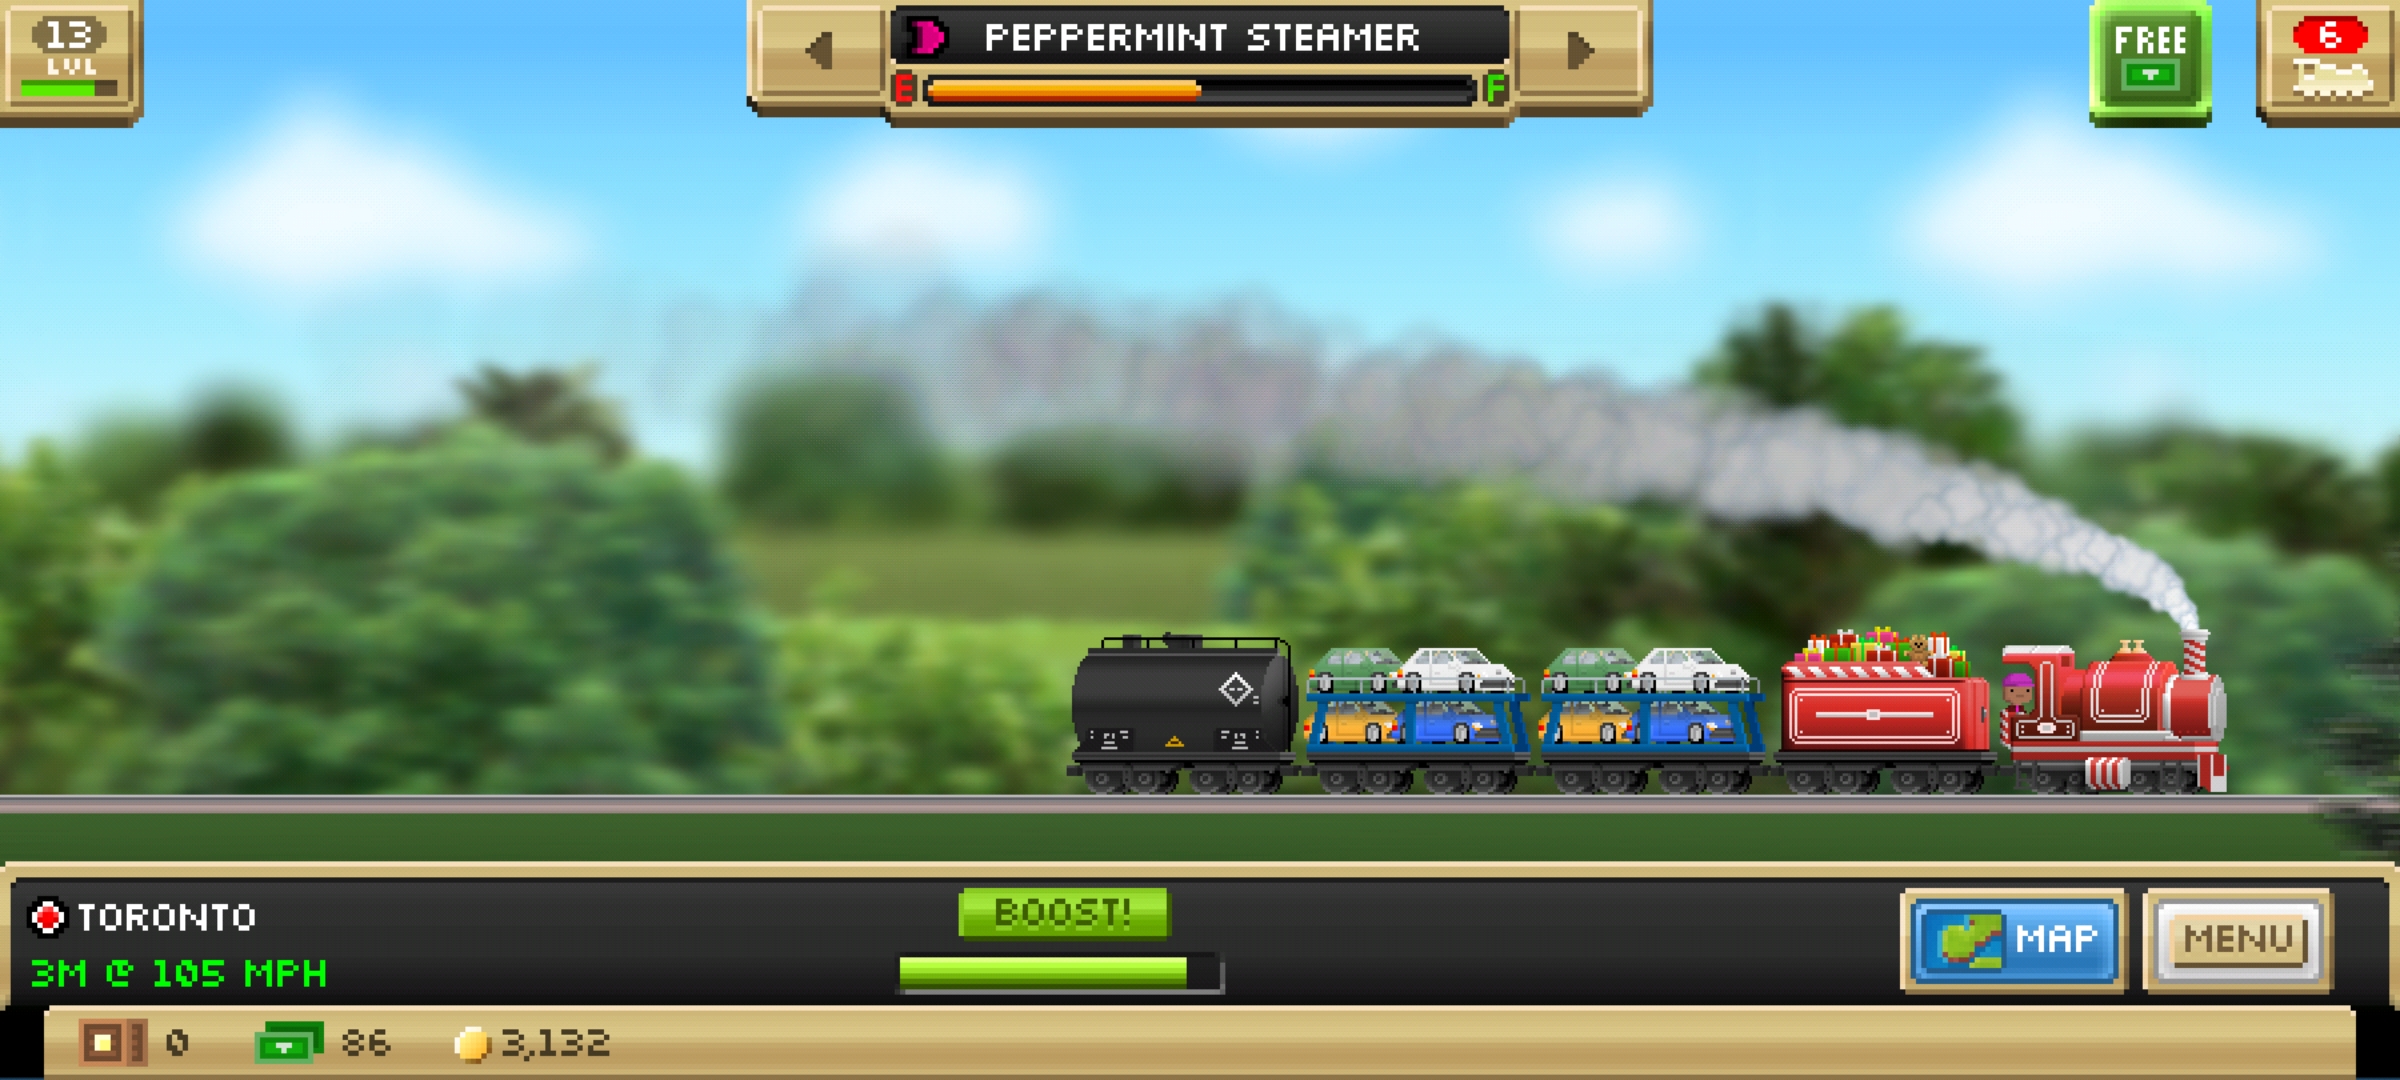 13
LVL
PEPPERMINT STEAMER
E F
FREE
6
TORONTO
3M @ 105 MPH
BOOST!
MAP
MENU
0
86
3,132